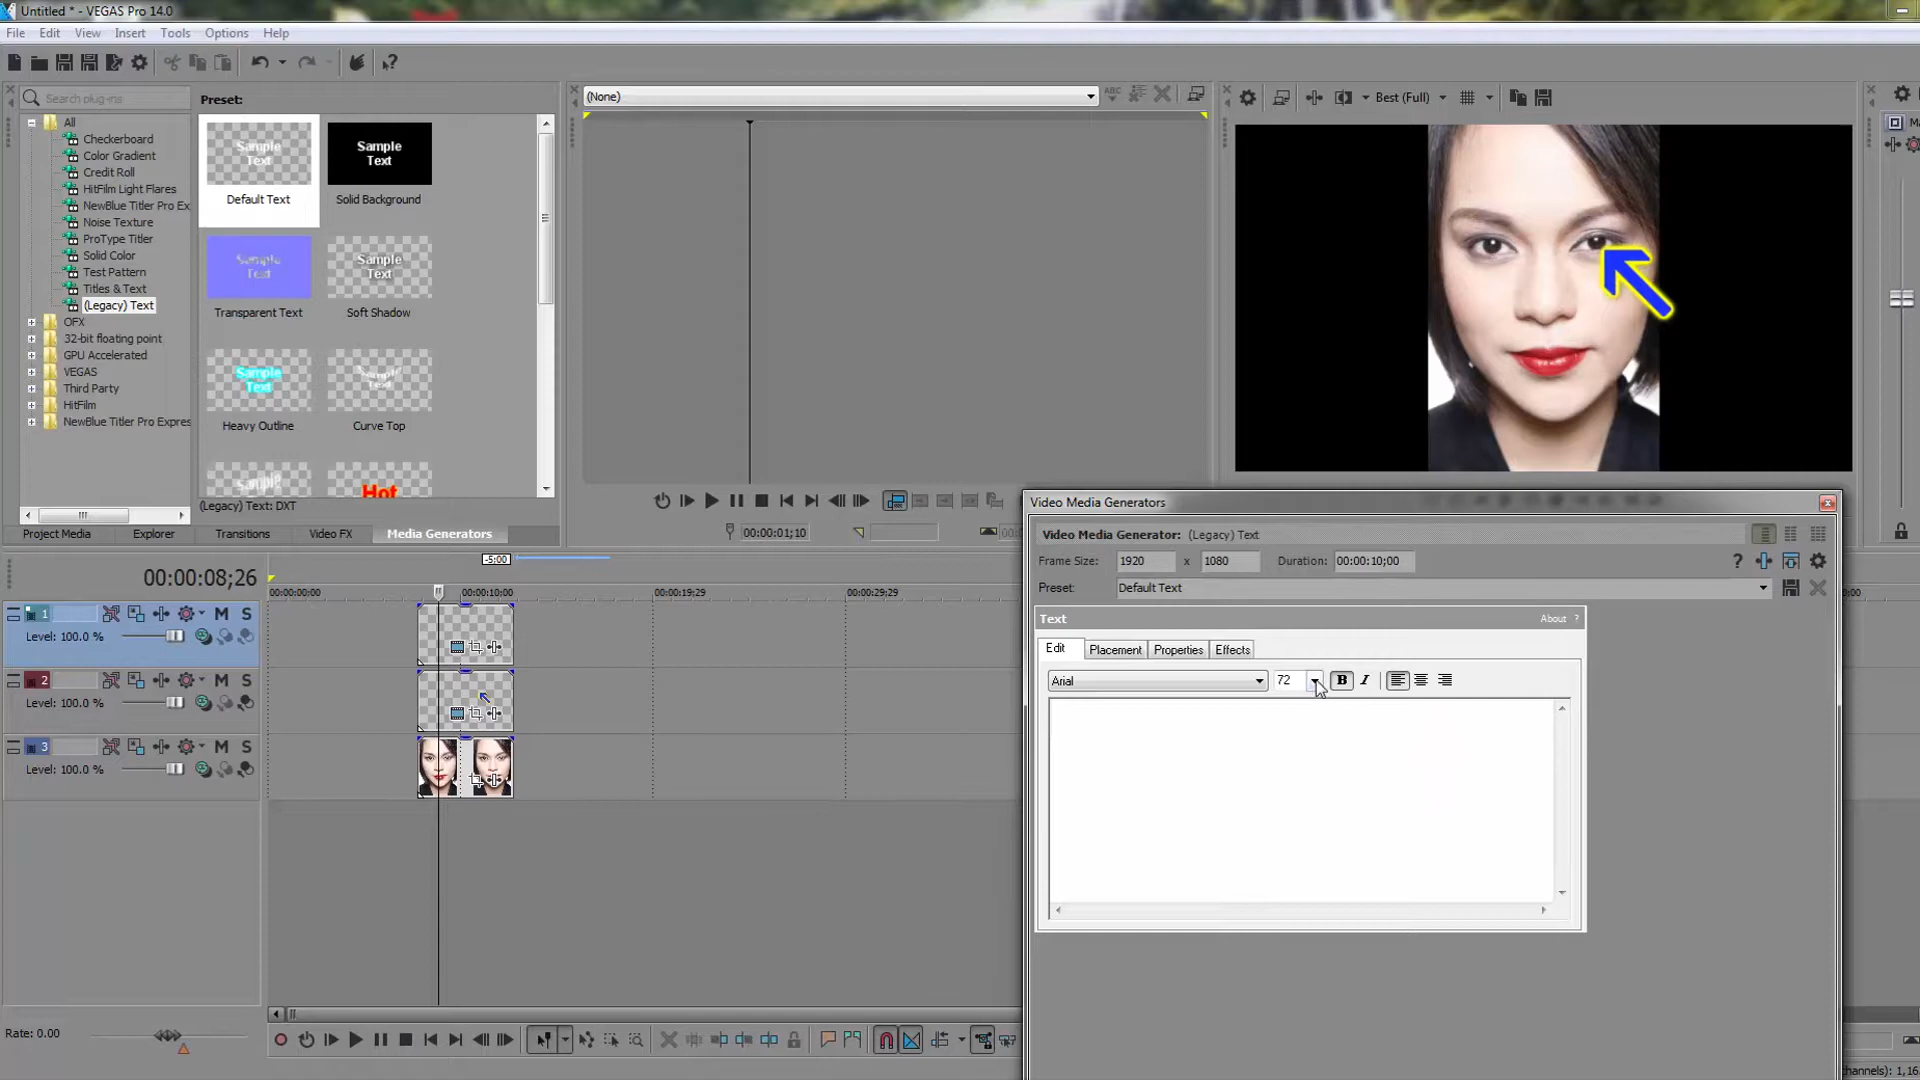 Untitled * - VEGAS Pro 14.0
File Edit View Insert Tools Options Help
Search plug-ins
All
Checkerboard
Color Gradient
Credit Roll
HitFilm Light Flares
NewBlue Titler Pro Ex
Noise Texture
ProType Titler
Solid Color
Test Pattern
Titles & Text
(Legacy) Text
OFX
32-bit floating point
GPU Accelerated
VEGAS
Third Party
HitFilm
NewBlue Titler Pro Expres
Preset:
Sample Text
Default Text
Sample Text
Solid Background
Sample Text
Transparent Text
Sample Text
Soft Shadow
Sample Text
Heavy Outline
Curve Top
Hot
(Legacy) Text: DXT
Project Media Explorer Transitions Video FX Media Generators
(None)
00:00:01;10
Best (Full)
Ma
Video Media Generators
Video Media Generator: (Legacy) Text
Frame Size: 1920 x 1080 Duration: 00:00:10;00
Preset: Default Text
Text About ?
Edit Placement Properties Effects
Arial 72 B I
-5;00
00:00:08;26
00:00:00;00 00:00:10;00 00:00:19;29 00:00:29;29
1 M S
Level: 100.0 %
2 M S
Level: 100.0 %
3 M S
Level: 100.0 %
Rate: 0.00